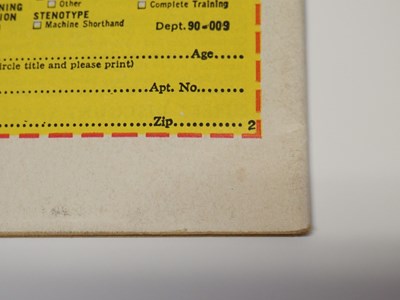 NING □ Other □ Complete Training
ION STENOTYPE
□ Machine Shorthand Dept. 90-009
Age
ircle title and please print)
Apt. No.
Zip
2